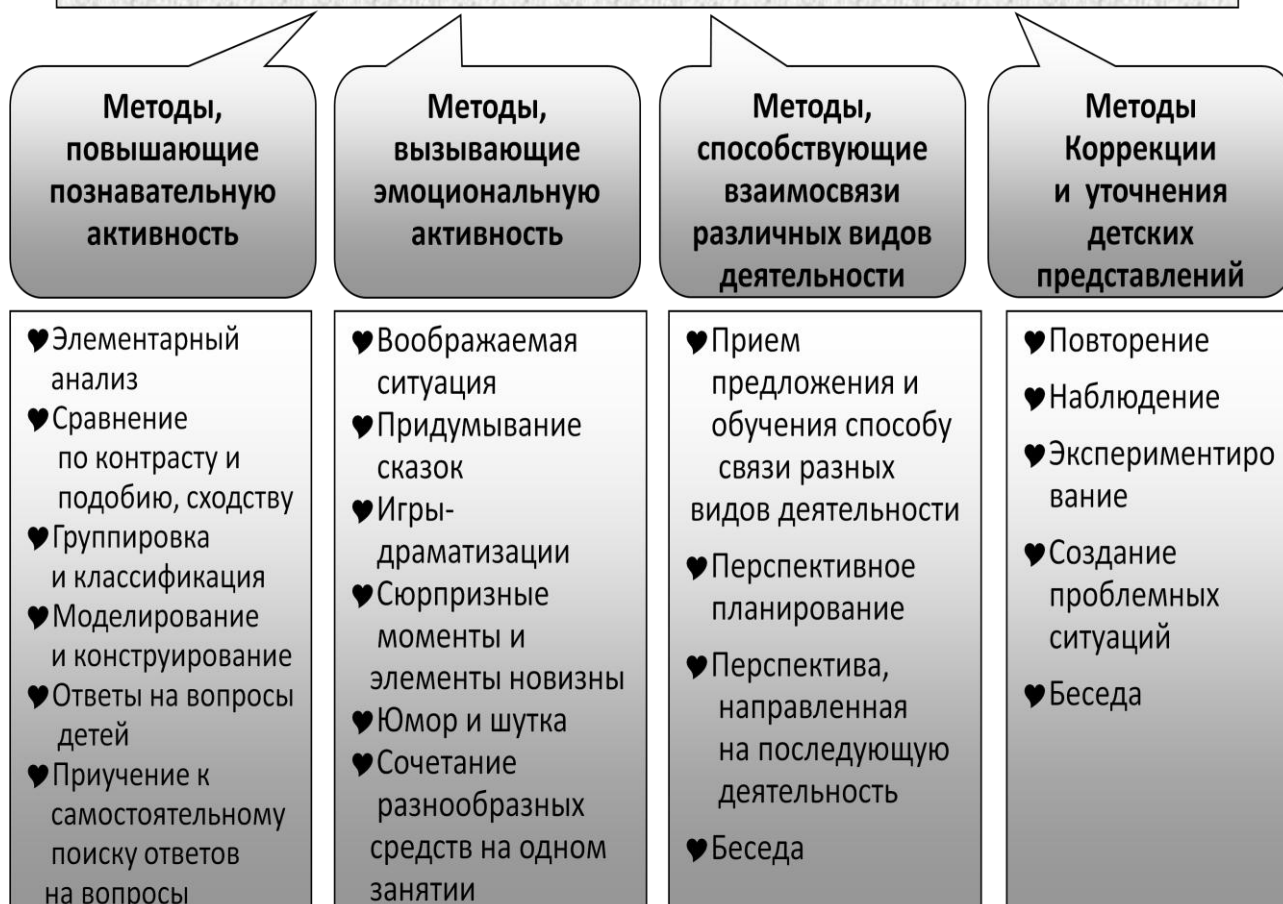 Методы,
повышающие
познавательную
активность
Методы,
вызывающие
эмоциональную
активность
Методы,
способствующие
взаимосвязи
различных видов
деятельности
Методы
Коррекции
и уточнения
детских
представлений
Элементарный
анализ
Сравнение
по контрасту и
подобию, сходству
Группировка
и классификация
Моделирование
и конструирование
Ответы на вопросы
детей
Приучение к
самостоятельному
поиску ответов
на вопросы
Воображаемая
ситуация
Придумывание
сказок
Игры-
драматизации
Сюрпризные
моменты и
элементы новизны
Юмор и шутка
Сочетание
разнообразных
средств на одном
занятии
Прием
предложения и
обучения способу
связи разных
видов деятельности
Перспективное
планирование
Перспектива,
направленная
на последующую
деятельность
Беседа
Повторение
Наблюдение
Экспериментиро
вание
Создание
проблемных
ситуаций
Беседа